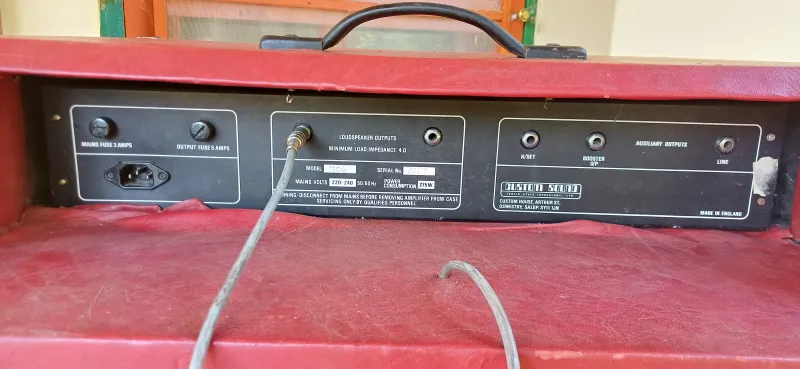 MAINS FUSE 3 AMPS
OUTPUT FUSE 5 AMPS
LOUDSPEAKER OUTPUTS
MINIMUM LOAD IMPEDANCE 4 Ω
MODEL
SERIAL No.
MAINS VOLTS 220-240 50/60Hz
POWER CONSUMPTION 275W
WARNING: DISCONNECT FROM MAINS BEFORE REMOVING AMPLIFIER FROM CASE
SERVICING ONLY BY QUALIFIED PERSONNEL
H/SET
BOOSTER
O/P
AUXILIARY OUTPUTS
LINE
CUSTOM SOUND
CUSTOM HOUSE, ARTHUR ST,
OSWESTRY, SALOP. SY11 1JN
MADE IN ENGLAND